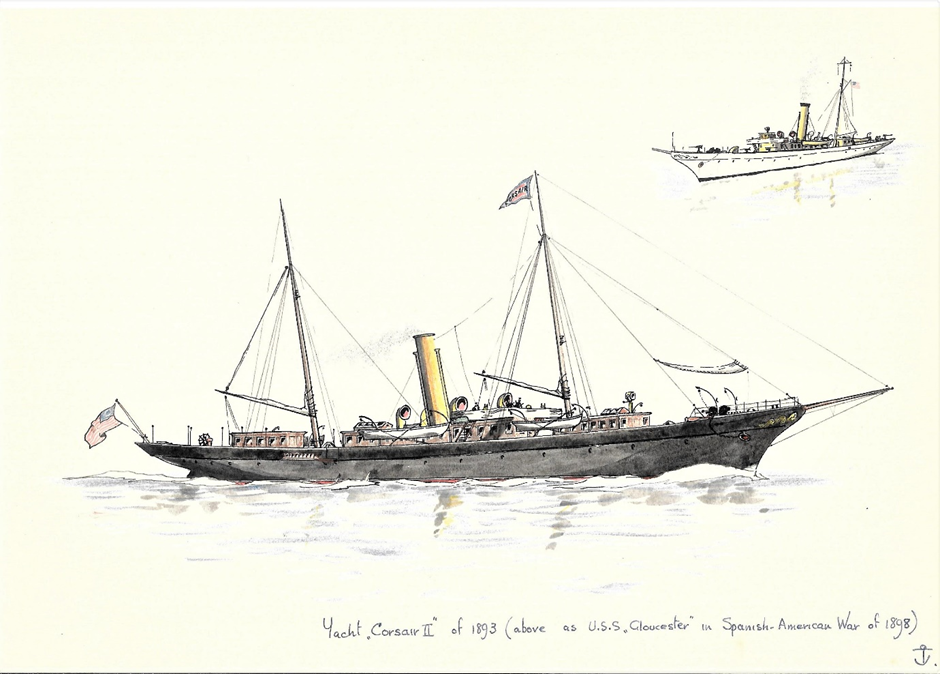 Yacht „Corsair II" of 1893 (above as U.S.S „Gloucester" in Spanish-American War of 1898)